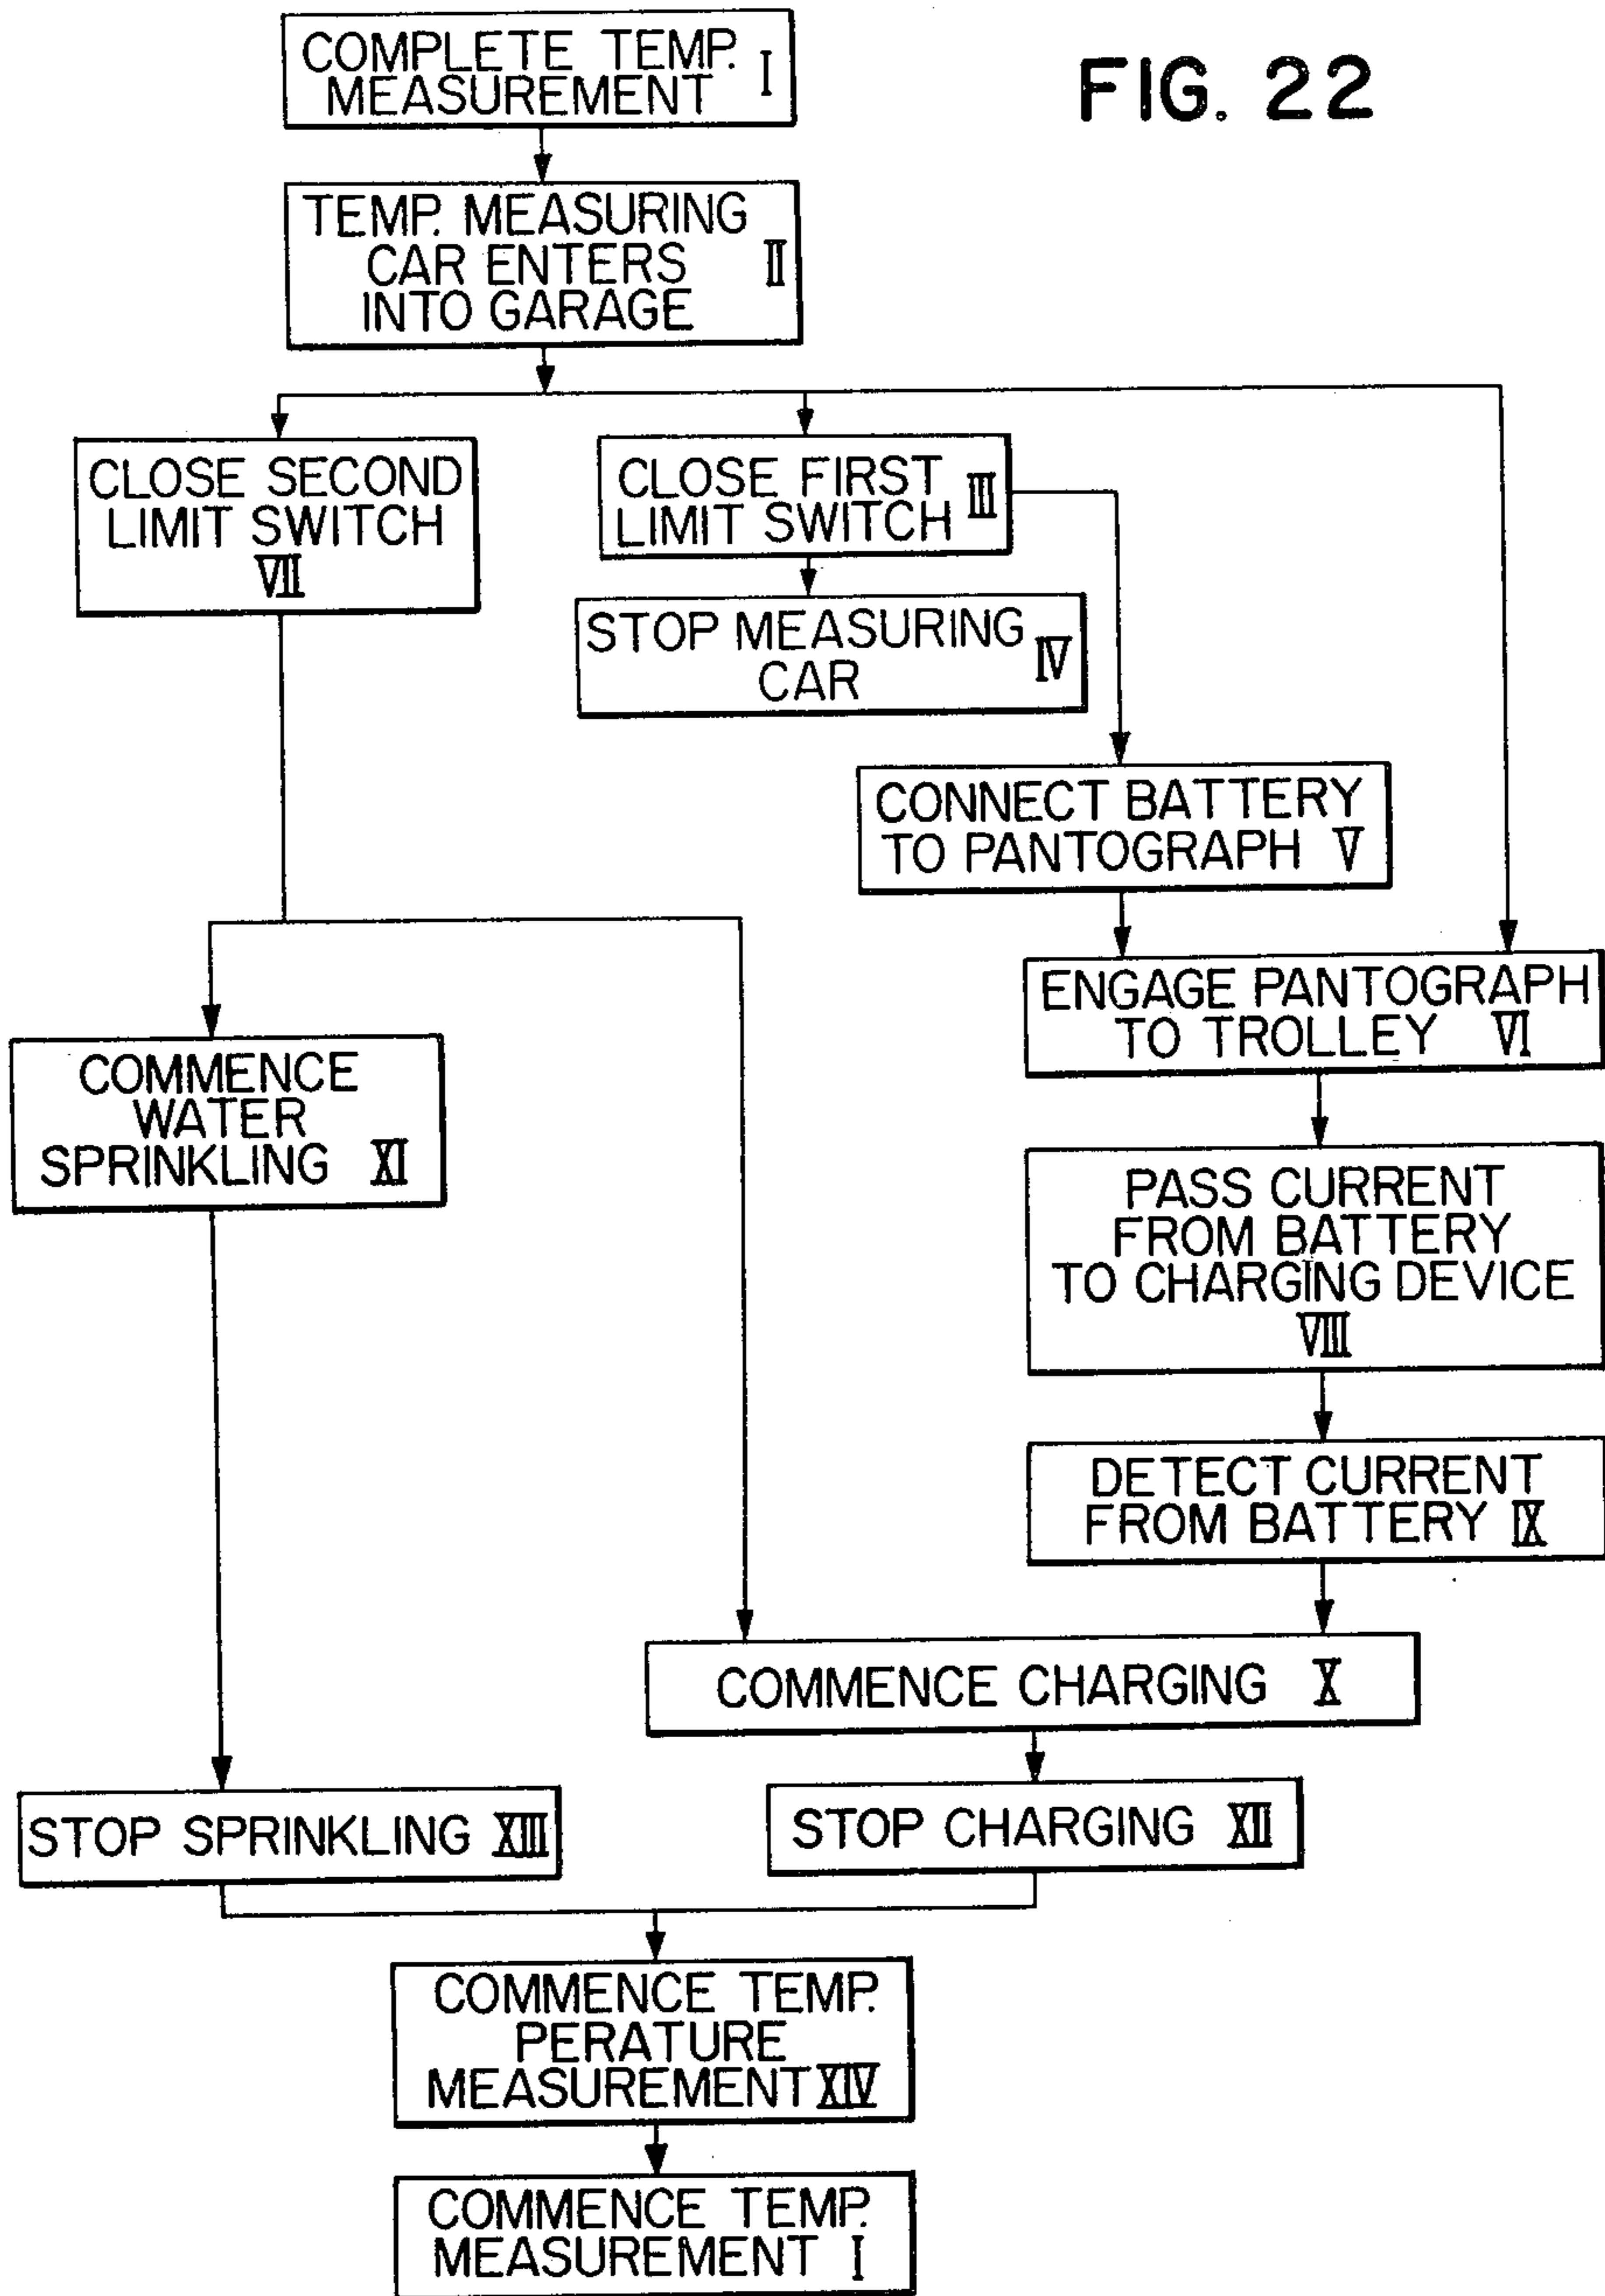 FIG. 22
COMPLETE TEMP.
MEASUREMENT I
TEMP. MEASURING
CAR ENTERS II
INTO GARAGE
CLOSE SECOND
LIMIT SWITCH
VII
CLOSE FIRST
LIMIT SWITCH III
STOP MEASURING
CAR IV
CONNECT BATTERY
TO PANTOGRAPH V
ENGAGE PANTOGRAPH
TO TROLLEY VI
COMMENCE
WATER
SPRINKLING XI
PASS CURRENT
FROM BATTERY
TO CHARGING DEVICE
VIII
DETECT CURRENT
FROM BATTERY IX
COMMENCE CHARGING X
STOP SPRINKLING XIII
STOP CHARGING XII
COMMENCE TEMP.
PERATURE
MEASUREMENT XIV
COMMENCE TEMP.
MEASUREMENT I